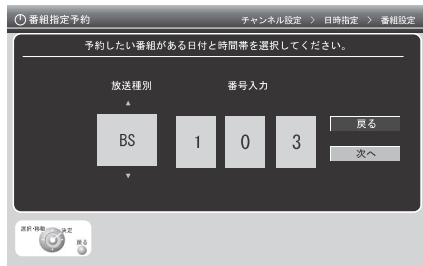 番組指定予約
チャンネル設定 〉 日時指定 〉 番組設定
予約したい番組がある日付と時間帯を選択してください。
放送種別 番号入力
▲
BS 1 0 3
▼
戻る
次へ
選択・移動 決定
戻る